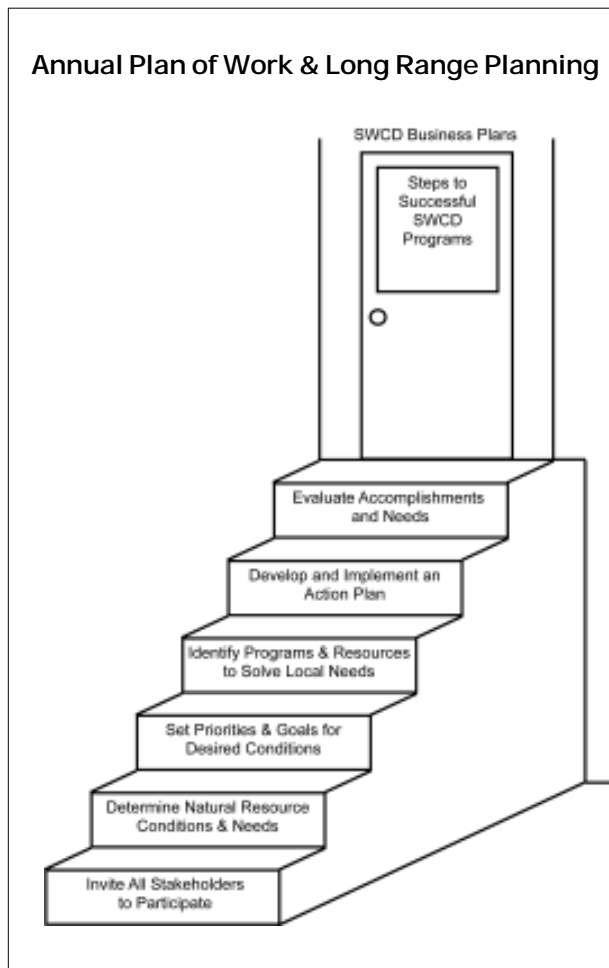 Annual Plan of Work & Long Range Planning
SWCD Business Plans
Steps to
Successful
SWCD
Programs
Evaluate Accomplishments
and Needs
Develop and Implement an
Action Plan
Identify Programs & Resources
to Solve Local Needs
Set Priorities & Goals for
Desired Conditions
Determine Natural Resource
Conditions & Needs
Invite All Stakeholders
to Participate